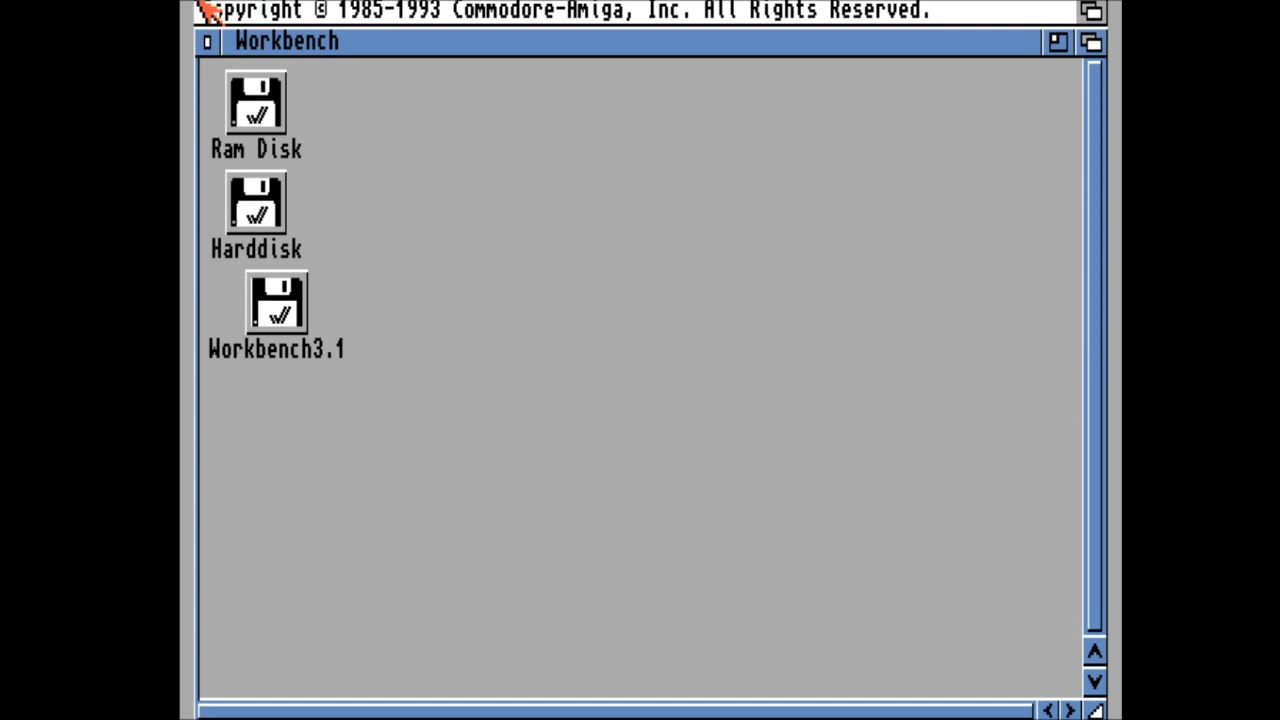 pyright © 1985-1993 Commodore-Amiga, Inc. All Rights Reserved.
Workbench
Ram Disk
Harddisk
Workbench3.1